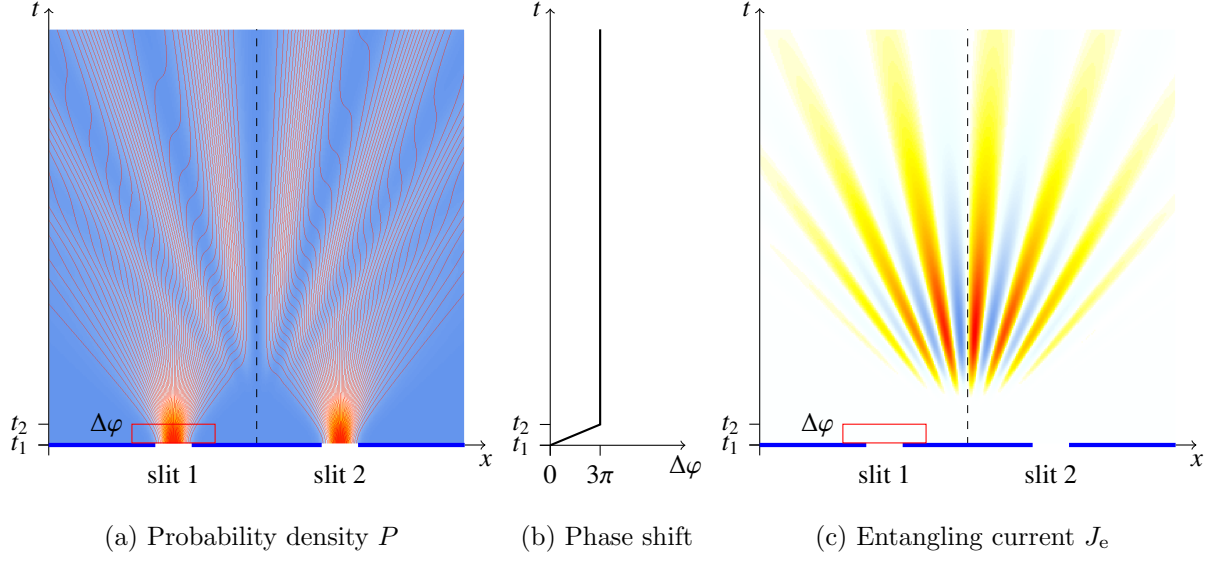 t
t₂
t₁
Δφ
x
slit 1
slit 2
(a) Probability density P
t
t₂
t₁
0
3π
Δφ
(b) Phase shift
t
t₂
t₁
Δφ
x
slit 1
slit 2
(c) Entangling current Jₑ